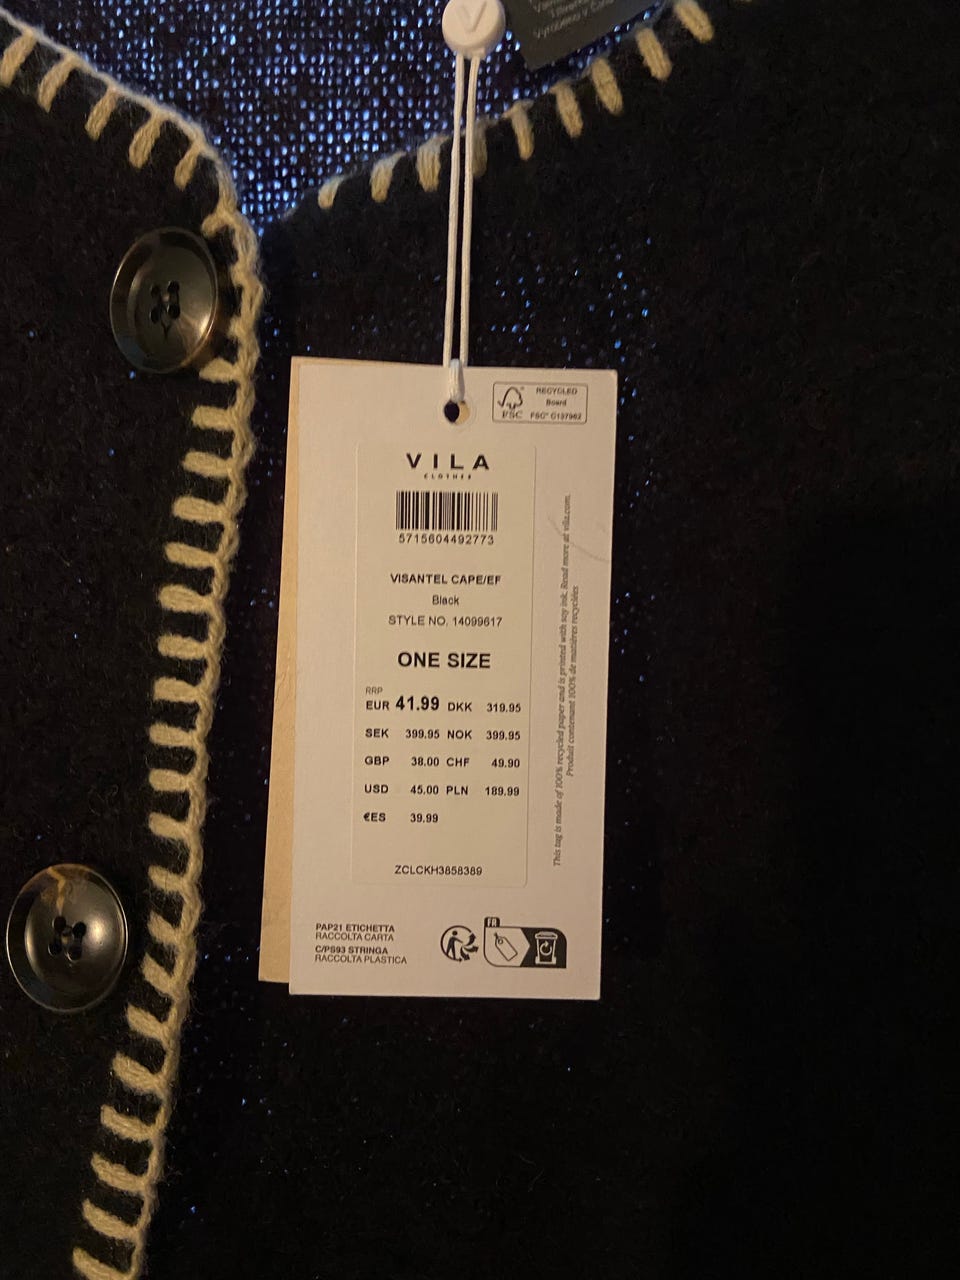 V
Vyrobeno v Číně
RECYCLED
Board
FSC
FSC® C137962
VILA
CLOTHES
5715604492773
VISANTEL CAPE/EF
Black
STYLE NO. 14099617
ONE SIZE
RRP
EUR 41.99 DKK 319.95
SEK 399.95 NOK 399.95
GBP 38.00 CHF 49.90
USD 45.00 PLN 189.99
€ES 39.99
ZCLCKH3858389
This tag is made of 100% recycled paper and is printed with soy ink. Read more at vila.com.
Produit contenant 100% de matières recyclées
PAP21 ETICHETTA
RACCOLTA CARTA
C/PS93 STRINGA
RACCOLTA PLASTICA
FR